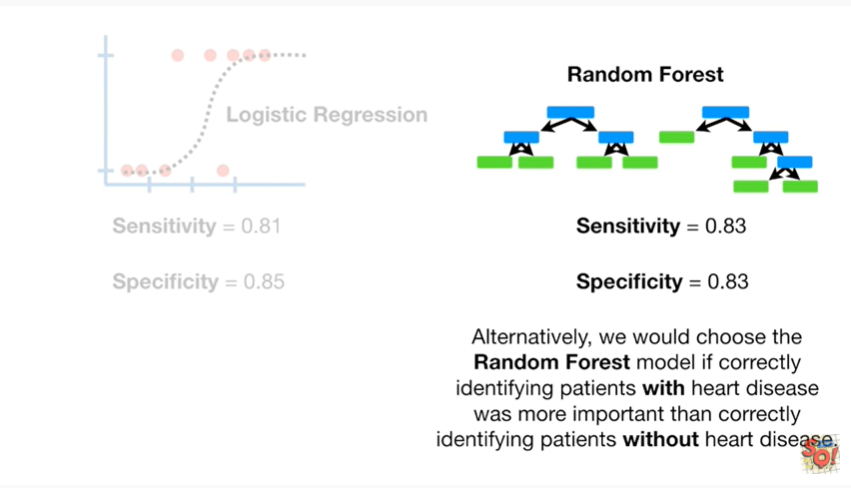 Random Forest
Logistic Regression
Sensitivity = 0.81
Specificity = 0.85
Sensitivity = 0.83
Specificity = 0.83
Alternatively, we would choose the
Random Forest model if correctly
identifying patients with heart disease
was more important than correctly
identifying patients without heart disease.
SQ!